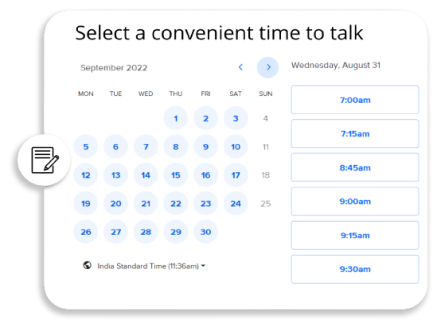 Select a convenient time to talk
September 2022
MON TUE WED THU FRI SAT SUN
1 2 3 4
5 6 7 8 9 10 11
12 13 14 15 16 17 18
19 20 21 22 23 24 25
26 27 28 29 30
India Standard Time (11:36am)
Wednesday, August 31
7:00am
7:15am
8:45am
9:00am
9:15am
9:30am